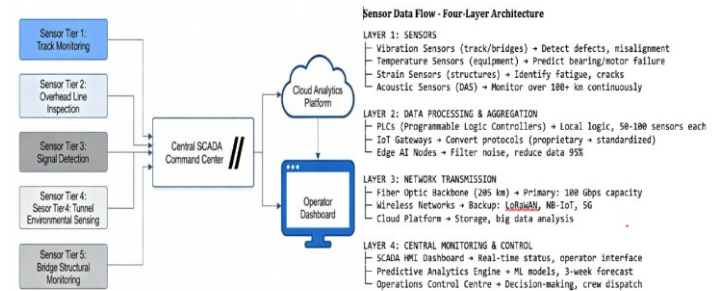 Sensor Tier 1:
Track Monitoring
Sensor Tier 2:
Overhead Line
Inspection
Sensor Tier 3:
Signal Detection
Sensor Tier 4:
Sesor Tier4: Tunnel
Environmental Sensing
Sensor Tier 5:
Bridge Structural
Monitoring
Central SCADA
Command Center
Cloud Analytics
Platform
Operator
Dashboard
Sensor Data Flow - Four-Layer Architecture
LAYER 1: SENSORS
├─ Vibration Sensors (track/bridges) → Detect defects, misalignment
├─ Temperature Sensors (equipment) → Predict bearing/motor failure
├─ Strain Sensors (structures) → Identify fatigue, cracks
└─ Acoustic Sensors (DAS) → Monitor over 100+ km continuously
LAYER 2: DATA PROCESSING & AGGREGATION
├─ PLCs (Programmable Logic Controllers) → Local logic, 50-100 sensors each
├─ IoT Gateways → Convert protocols (proprietary → standardized)
└─ Edge AI Nodes → Filter noise, reduce data 95%
LAYER 3: NETWORK TRANSMISSION
├─ Fiber Optic Backbone (205 km) → Primary: 100 Gbps capacity
├─ Wireless Networks → Backup: LoRaWAN, NB-IoT, 5G
└─ Cloud Platform → Storage, big data analysis
LAYER 4: CENTRAL MONITORING & CONTROL
├─ SCADA HMI Dashboard → Real-time status, operator interface
├─ Predictive Analytics Engine → ML models, 3-week forecast
└─ Operations Control Centre → Decision-making, crew dispatch